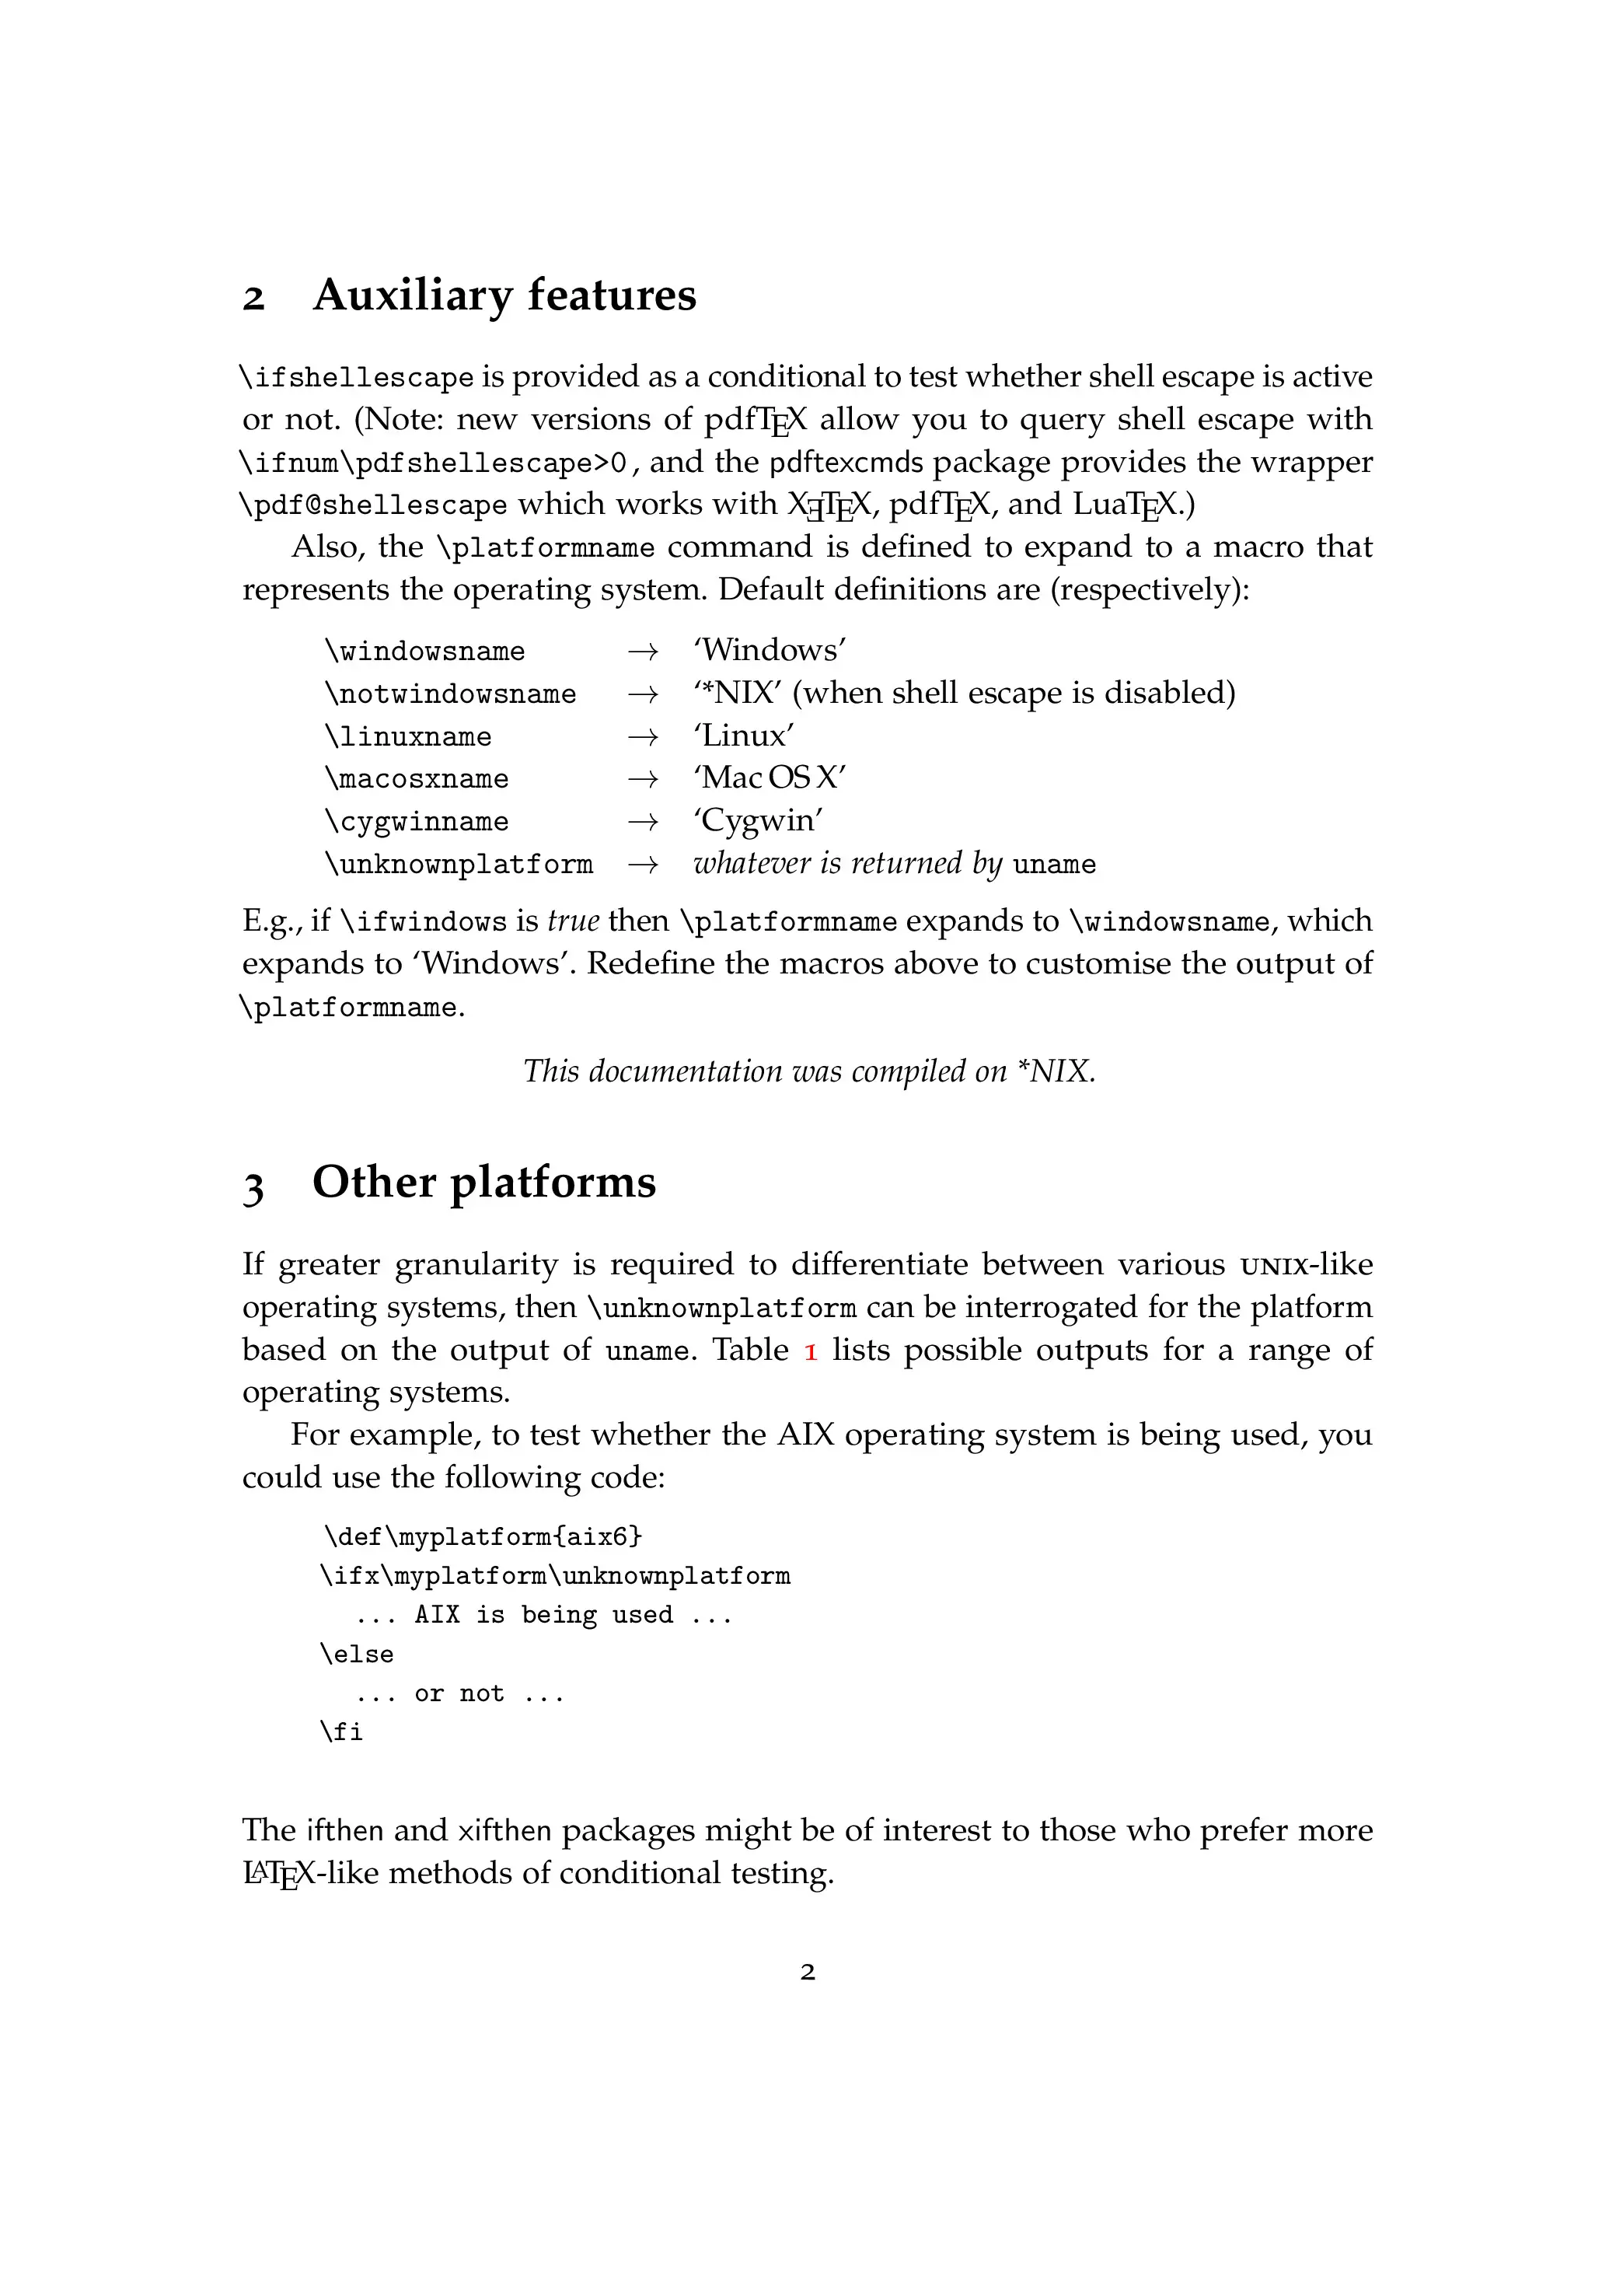 2 Auxiliary features
\ifshellescape is provided as a conditional to test whether shell escape is active
or not. (Note: new versions of pdfTEX allow you to query shell escape with
\ifnum\pdfshellescape>0, and the pdftexcmds package provides the wrapper
\pdf@shellescape which works with XƎTEX, pdfTEX, and LuaTEX.)
Also, the \platformname command is defined to expand to a macro that
represents the operating system. Default definitions are (respectively):
\windowsname → ‘Windows’
\notwindowsname → ‘*NIX’ (when shell escape is disabled)
\linuxname → ‘Linux’
\macosxname → ‘Mac OS X’
\cygwinname → ‘Cygwin’
\unknownplatform → whatever is returned by uname
E.g., if \ifwindows is true then \platformname expands to \windowsname, which
expands to ‘Windows’. Redefine the macros above to customise the output of
\platformname.
This documentation was compiled on *NIX.
3 Other platforms
If greater granularity is required to differentiate between various UNIX-like
operating systems, then \unknownplatform can be interrogated for the platform
based on the output of uname. Table 1 lists possible outputs for a range of
operating systems.
For example, to test whether the AIX operating system is being used, you
could use the following code:
\def\myplatform{aix6}
\ifx\myplatform\unknownplatform
... AIX is being used ...
\else
... or not ...
\fi
The ifthen and xifthen packages might be of interest to those who prefer more
LATEX-like methods of conditional testing.
2